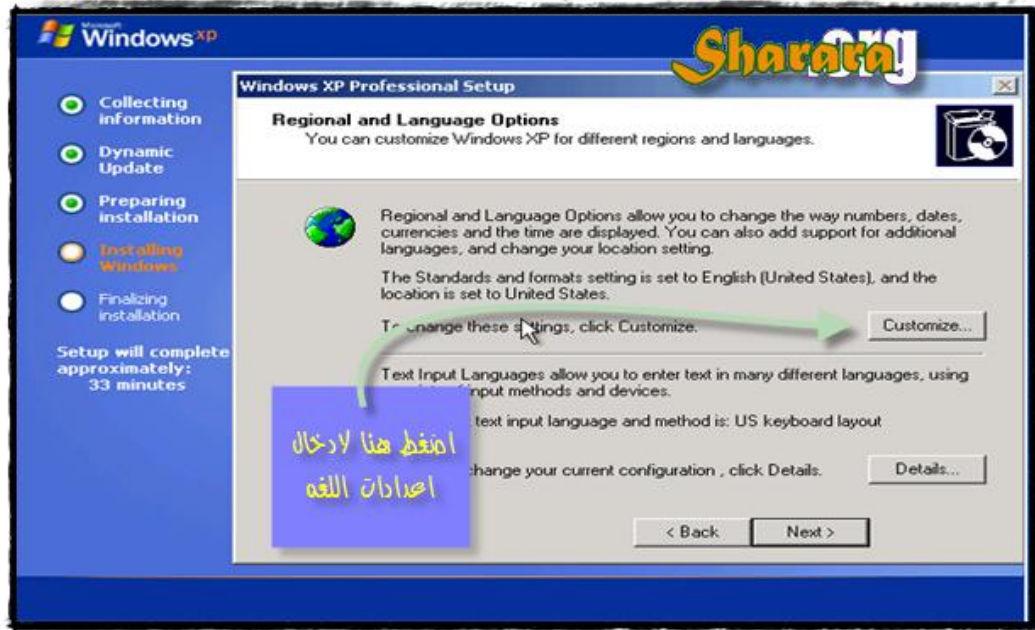 Microsoft
Windows xp
Sharara
.org
Collecting
information
Dynamic
Update
Preparing
installation
Installing
Windows
Finalizing
installation
Setup will complete
approximately:
33 minutes
Windows XP Professional Setup
Regional and Language Options
You can customize Windows XP for different regions and languages.
Regional and Language Options allow you to change the way numbers, dates,
currencies and the time are displayed. You can also add support for additional
languages, and change your location setting.
The Standards and formats setting is set to English (United States), and the
location is set to United States.
To change these settings, click Customize.
Customize...
Text Input Languages allow you to enter text in many different languages, using
input methods and devices.
text input language and method is: US keyboard layout
change your current configuration , click Details.
Details...
اضغط هنا لادخال
اعدادات اللغه
< Back
Next >